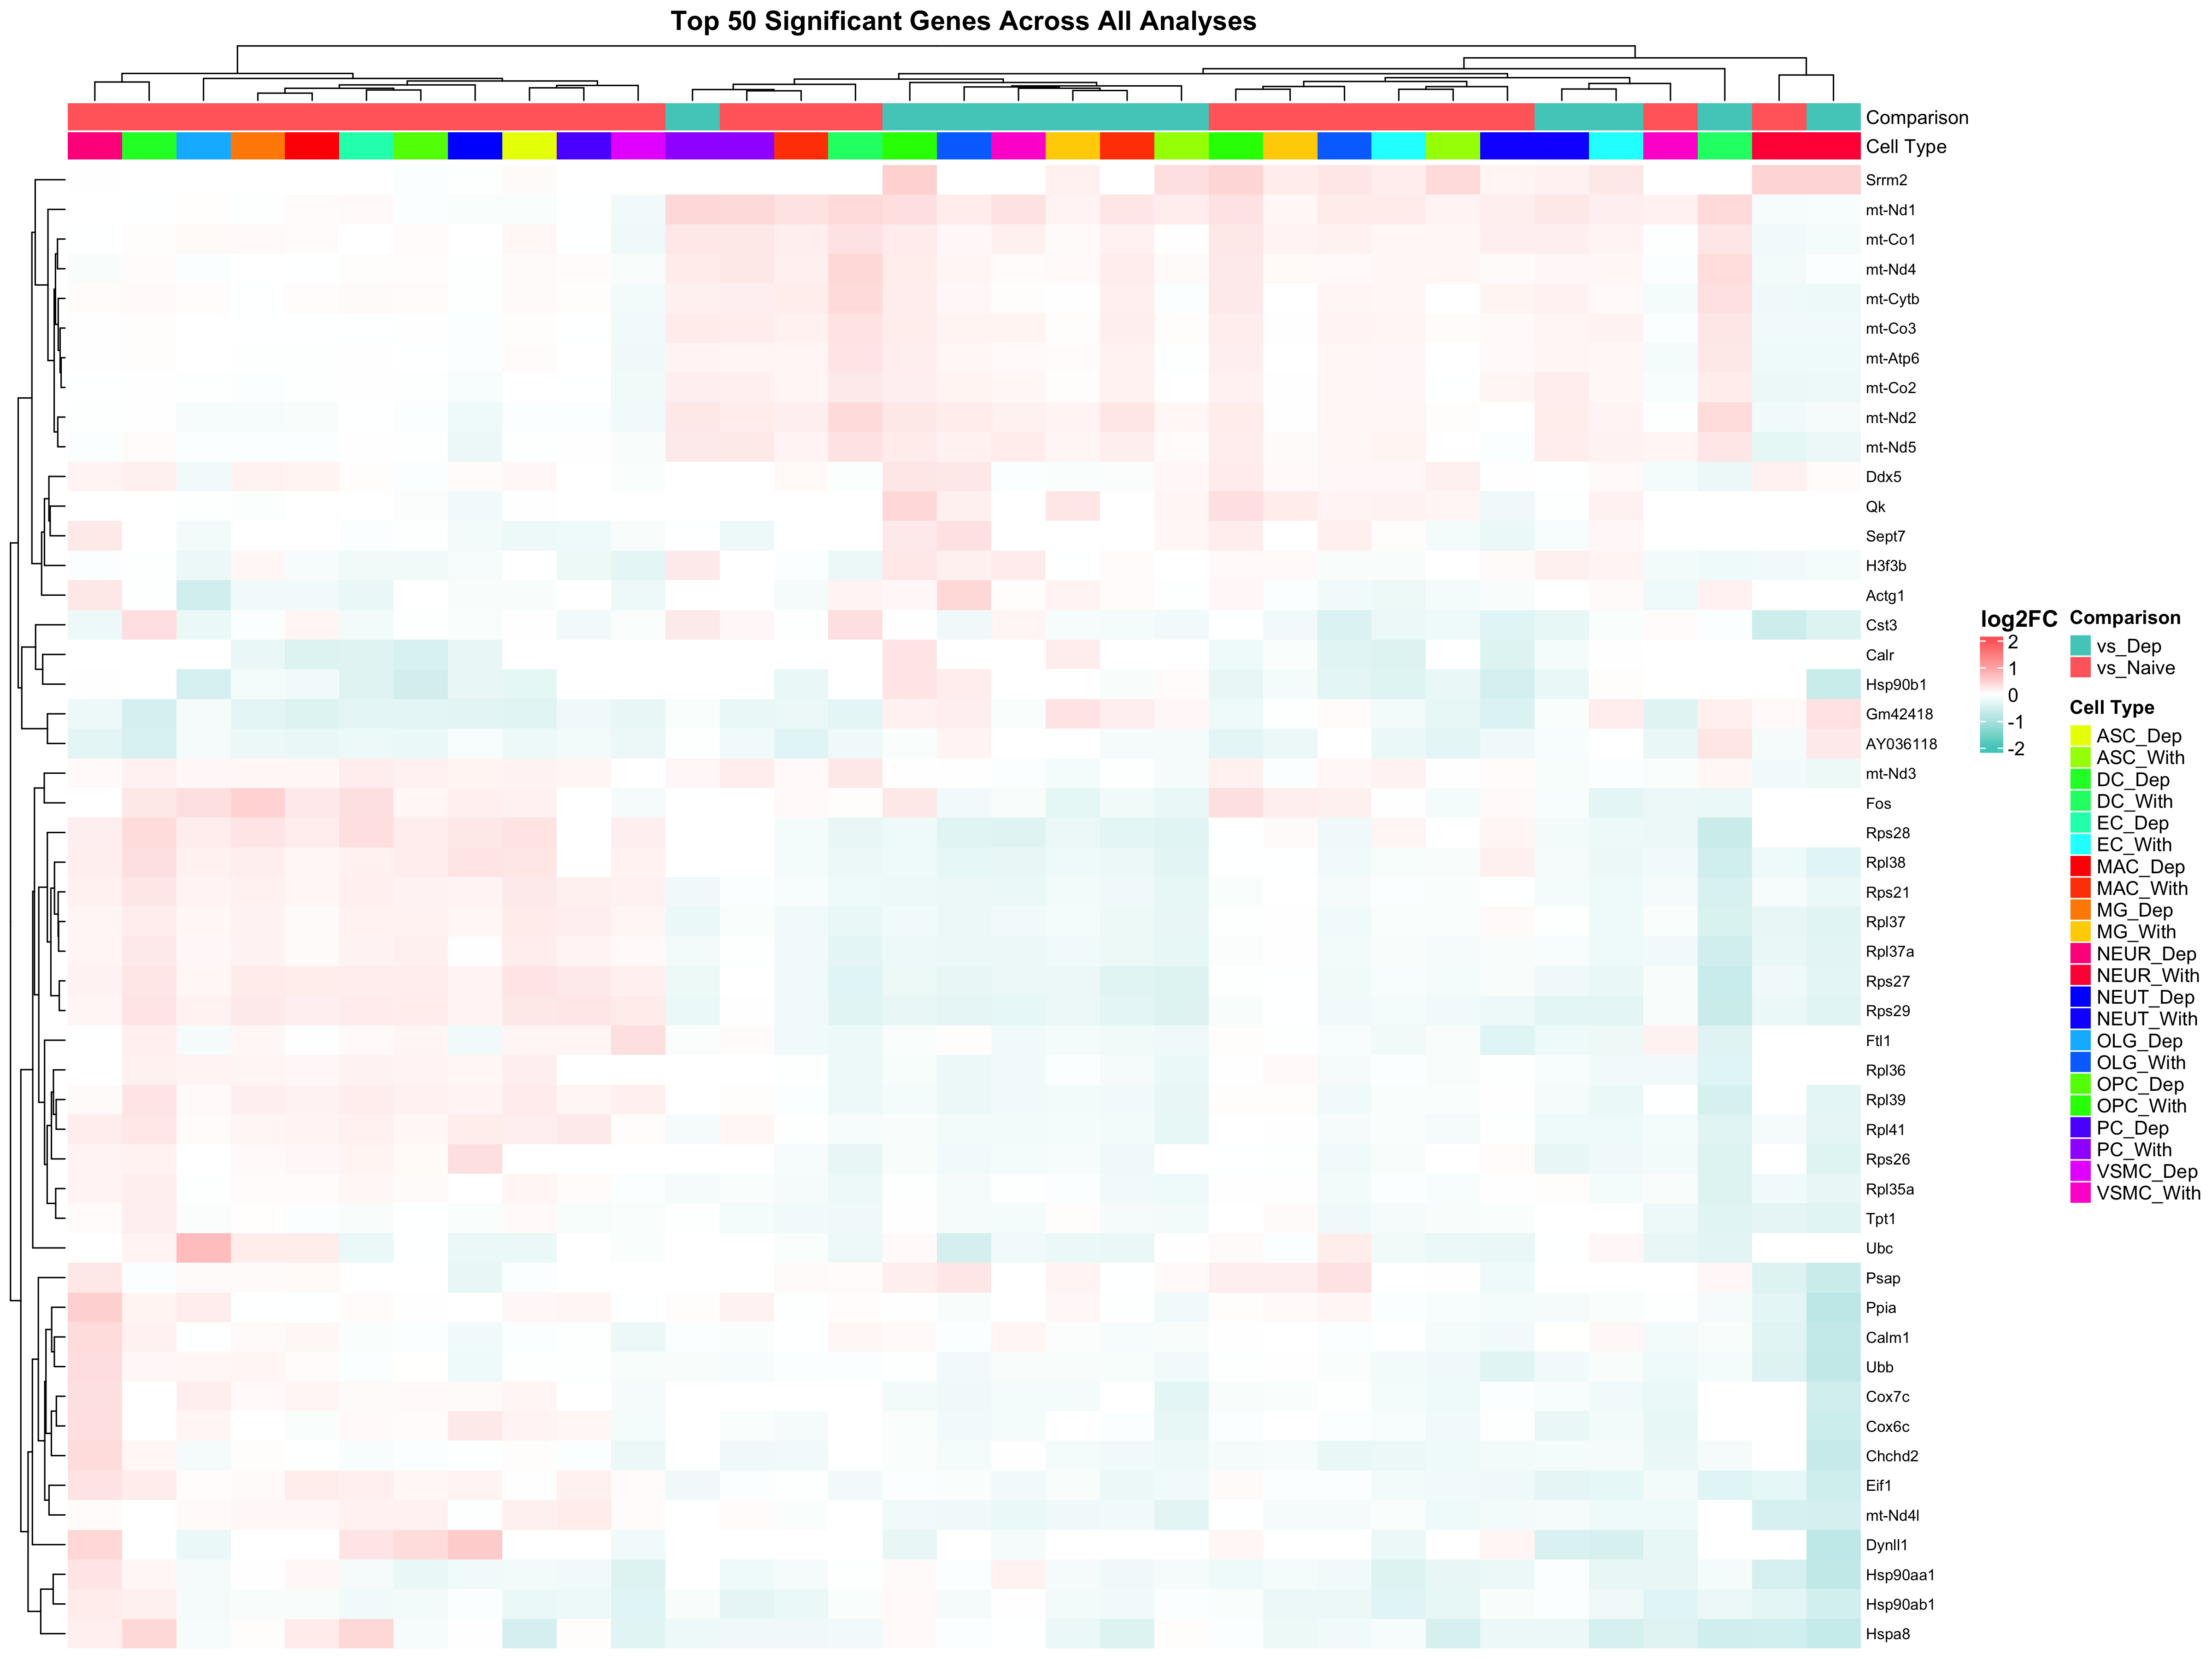 Top 50 Significant Genes Across All Analyses
Comparison
Cell Type
Srrm2
mt-Nd1
mt-Co1
mt-Nd4
mt-Cytb
mt-Co3
mt-Atp6
mt-Co2
mt-Nd2
mt-Nd5
Ddx5
Qk
Sept7
H3f3b
Actg1
Cst3
Calr
Hsp90b1
Gm42418
AY036118
mt-Nd3
Fos
Rps28
Rpl38
Rps21
Rpl37
Rpl37a
Rps27
Rps29
Ftl1
Rpl36
Rpl39
Rpl41
Rps26
Rpl35a
Tpt1
Ubc
Psap
Ppia
Calm1
Ubb
Cox7c
Cox6c
Chchd2
Eif1
mt-Nd4l
Dynll1
Hsp90aa1
Hsp90ab1
Hspa8
log2FC
2
1
0
-1
-2
Comparison
vs_Dep
vs_Naive
Cell Type
ASC_Dep
ASC_With
DC_Dep
DC_With
EC_Dep
EC_With
MAC_Dep
MAC_With
MG_Dep
MG_With
NEUR_Dep
NEUR_With
NEUT_Dep
NEUT_With
OLG_Dep
OLG_With
OPC_Dep
OPC_With
PC_Dep
PC_With
VSMC_Dep
VSMC_With